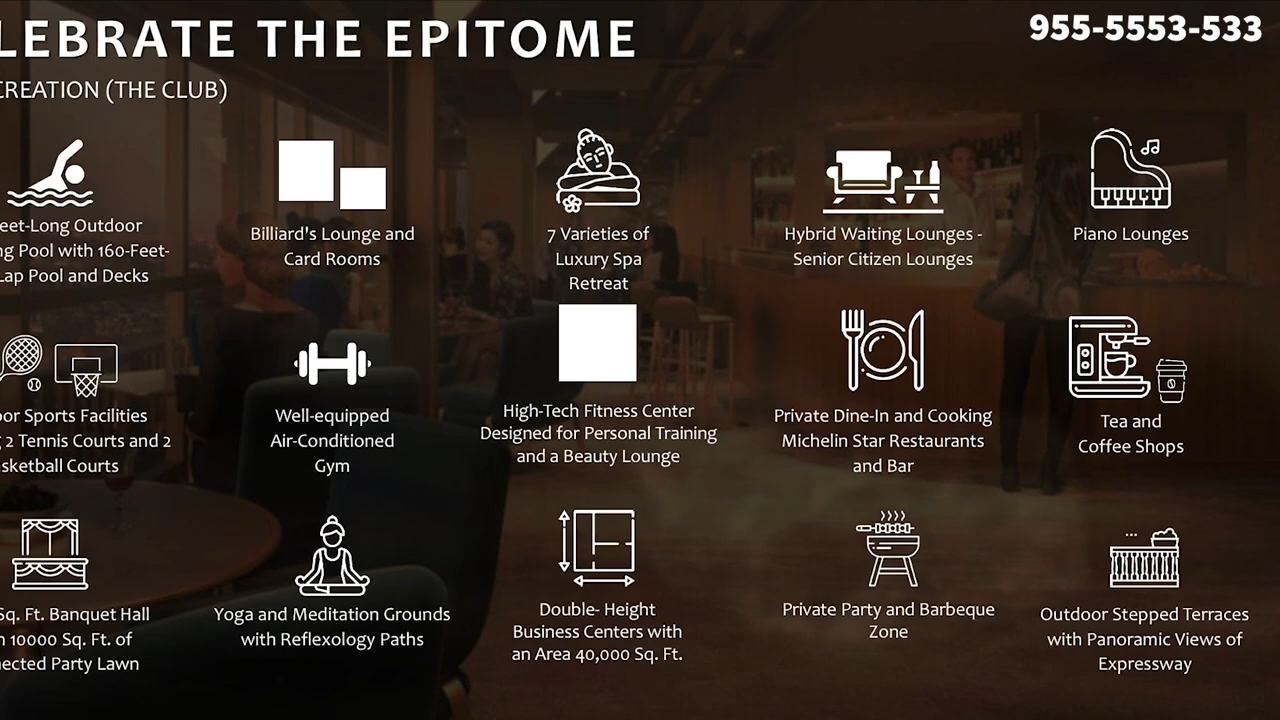 LEBRATE THE EPITOME
955-5553-533
CREATION (THE CLUB)
eet-Long Outdoor
ng Pool with 160-Feet-
Lap Pool and Decks
Billiard's Lounge and
Card Rooms
7 Varieties of
Luxury Spa
Retreat
Hybrid Waiting Lounges -
Senior Citizen Lounges
Piano Lounges
oor Sports Facilities
g 2 Tennis Courts and 2
asketball Courts
Well-equipped
Air-Conditioned
Gym
High-Tech Fitness Center
Designed for Personal Training
and a Beauty Lounge
Private Dine-In and Cooking
Michelin Star Restaurants
and Bar
Tea and
Coffee Shops
Sq. Ft. Banquet Hall
n 10000 Sq. Ft. of
nected Party Lawn
Yoga and Meditation Grounds
with Reflexology Paths
Double- Height
Business Centers with
an Area 40,000 Sq. Ft.
Private Party and Barbeque
Zone
Outdoor Stepped Terraces
with Panoramic Views of
Expressway